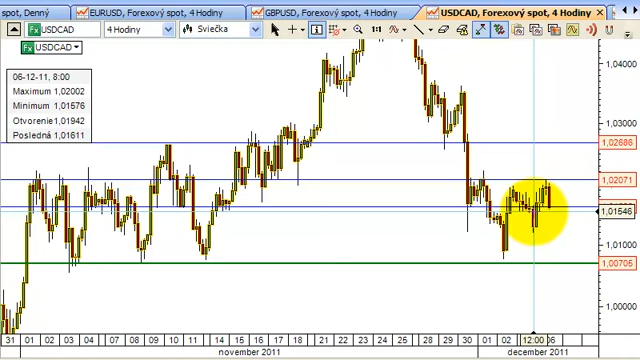 spot, Denný
EURUSD, Forexový spot, 4 Hodiny
GBPUSD, Forexový spot, 4 Hodiny
USDCAD, Forexový spot, 4 Hodiny
USDCAD
4 Hodiny
Sviečka
USDCAD
06-12-11, 8:00
Maximum 1,02002
Minimum 1,01576
Otvorenie 1,01942
Posledná 1,01611
1,04000
1,03000
1,02686
1,02071
1,01546
1,01000
1,00705
1,00000
31 01 02 03 04 07 08 09 10 11 14 15 16 17 18 21 22 23 24 25 28 29 30 01 02 12:00 06
november 2011
december 2011